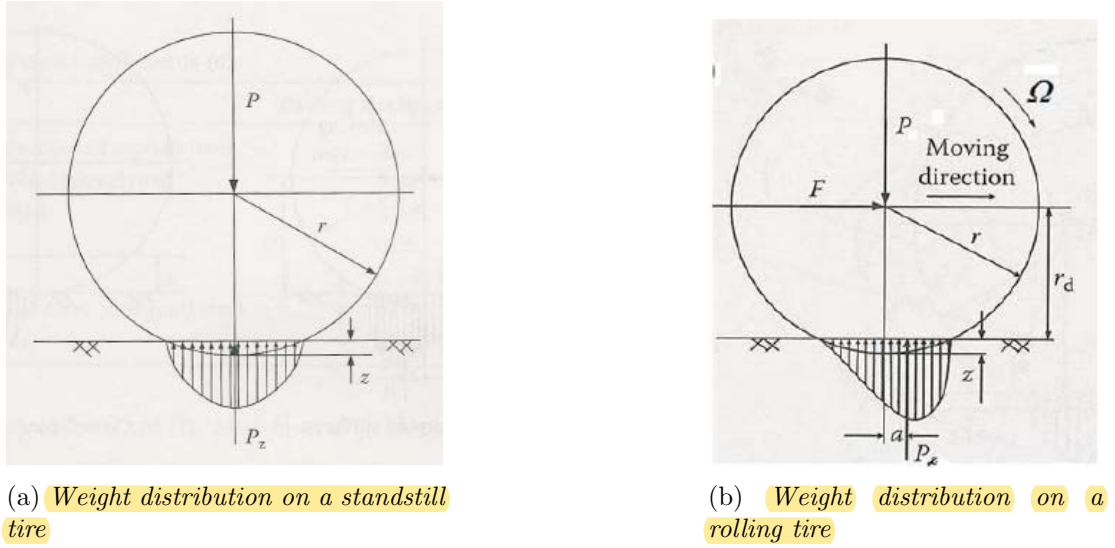 P
r
z
P_z
(a) Weight distribution on a standstill
tire
Ω
P
Moving
direction
F
r
r_d
z
a
P_z
(b) Weight distribution on a
rolling tire